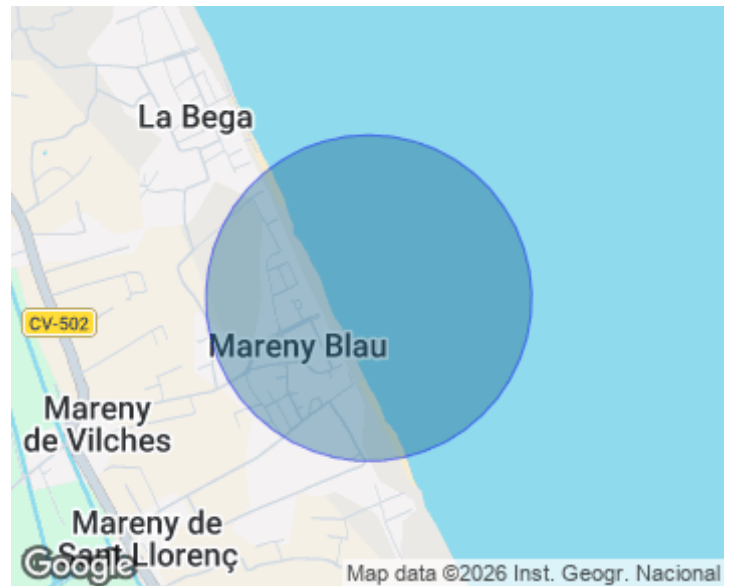 La Bega
CV-502
Mareny Blau
Mareny
de Vilches
Mareny de
Sant Llorenç
Google
Map data ©2026 Inst. Geogr. Nacional